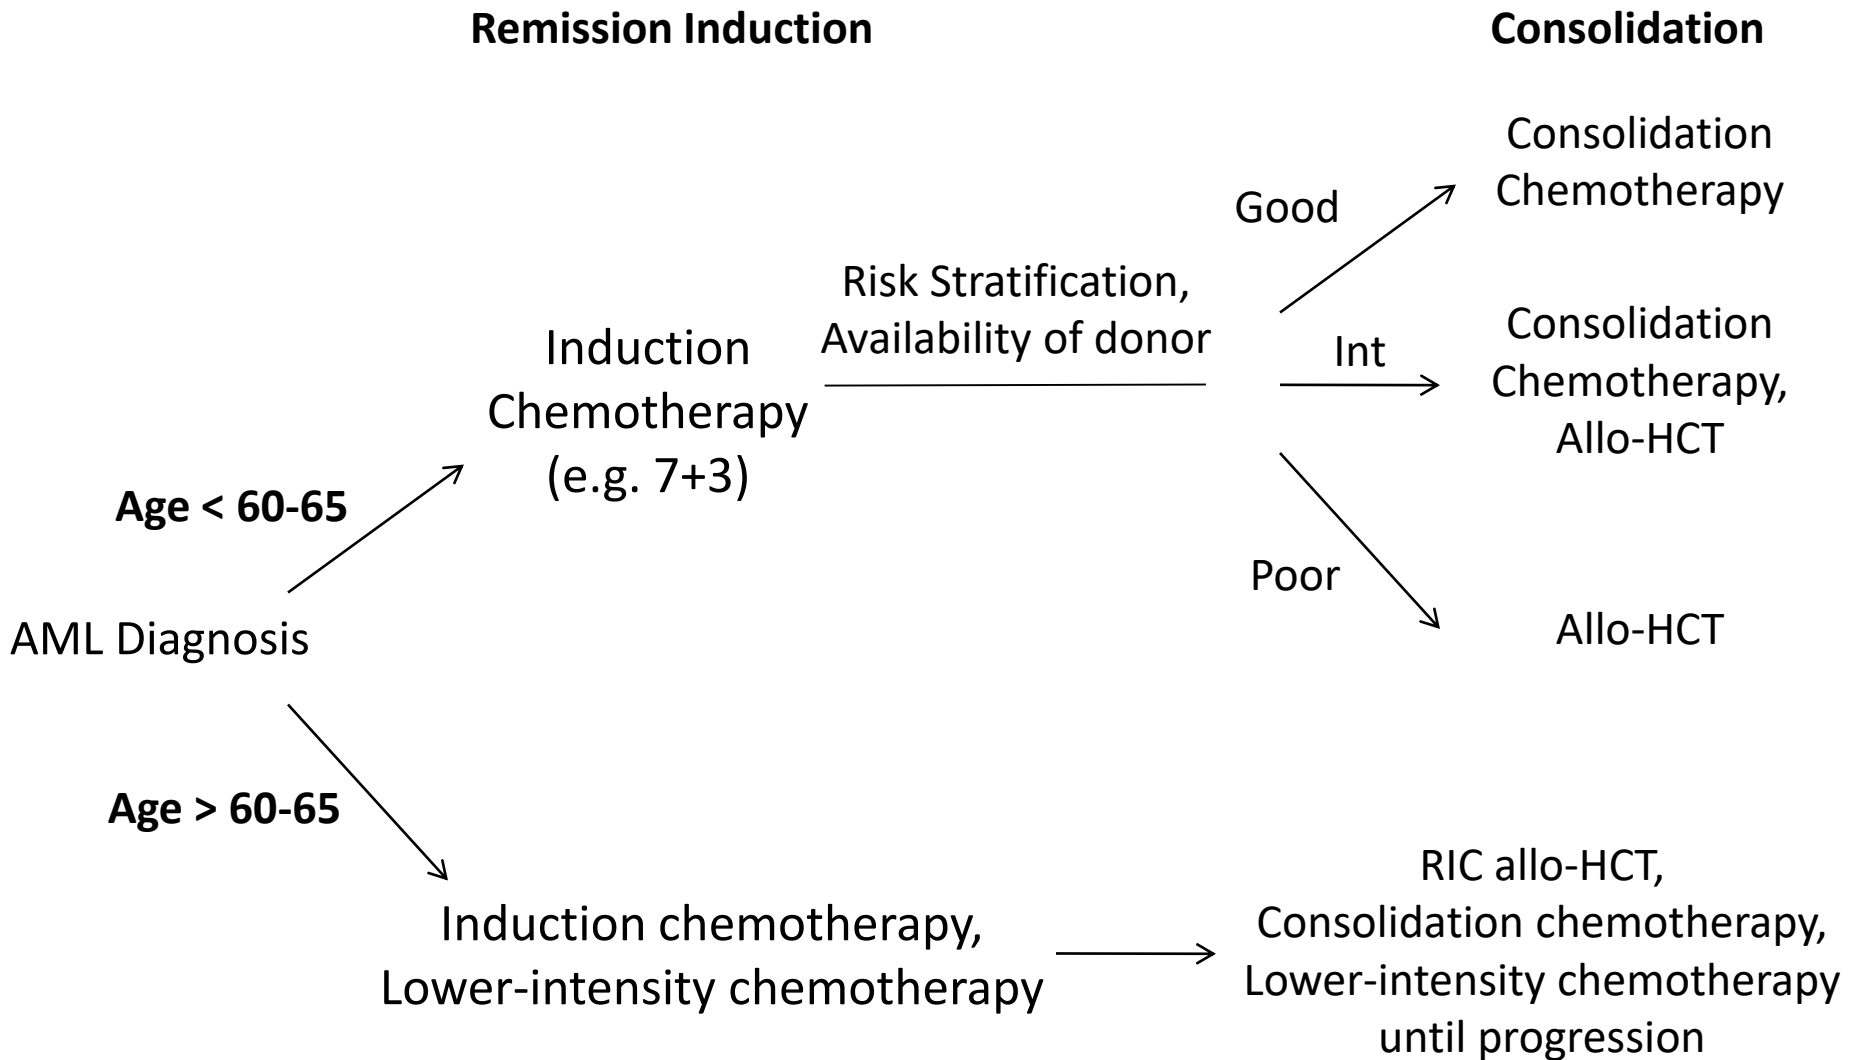 Remission Induction
Consolidation
Consolidation
Chemotherapy
Good
Risk Stratification,
Availability of donor
Induction
Chemotherapy
(e.g. 7+3)
Int
Consolidation
Chemotherapy,
Allo-HCT
Age < 60-65
Poor
Allo-HCT
AML Diagnosis
Age > 60-65
Induction chemotherapy,
Lower-intensity chemotherapy
RIC allo-HCT,
Consolidation chemotherapy,
Lower-intensity chemotherapy
until progression